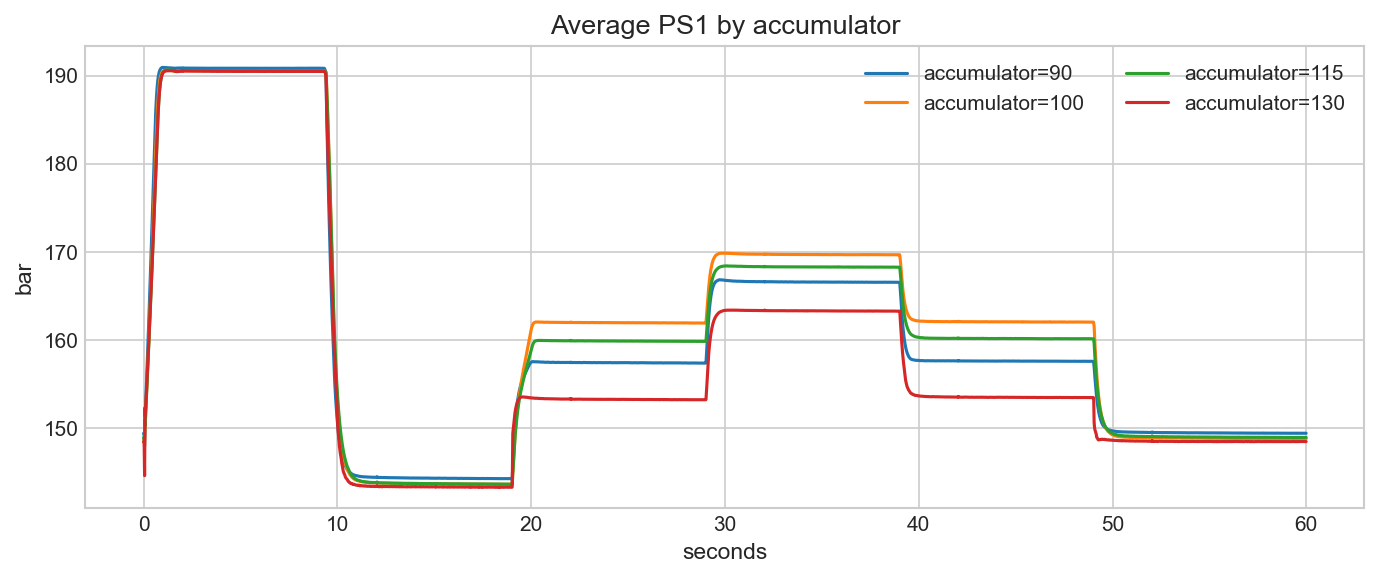 Average PS1 by accumulator
accumulator=90
accumulator=100
accumulator=115
accumulator=130
190
180
170
160
150
bar
0 10 20 30 40 50 60
seconds